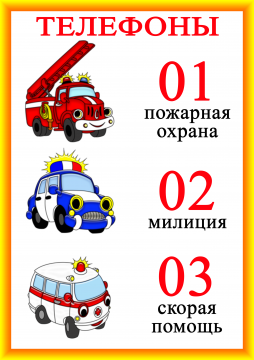 ТЕЛЕФОНЫ
01
пожарная
охрана
02
милиция
03
скорая
помощь